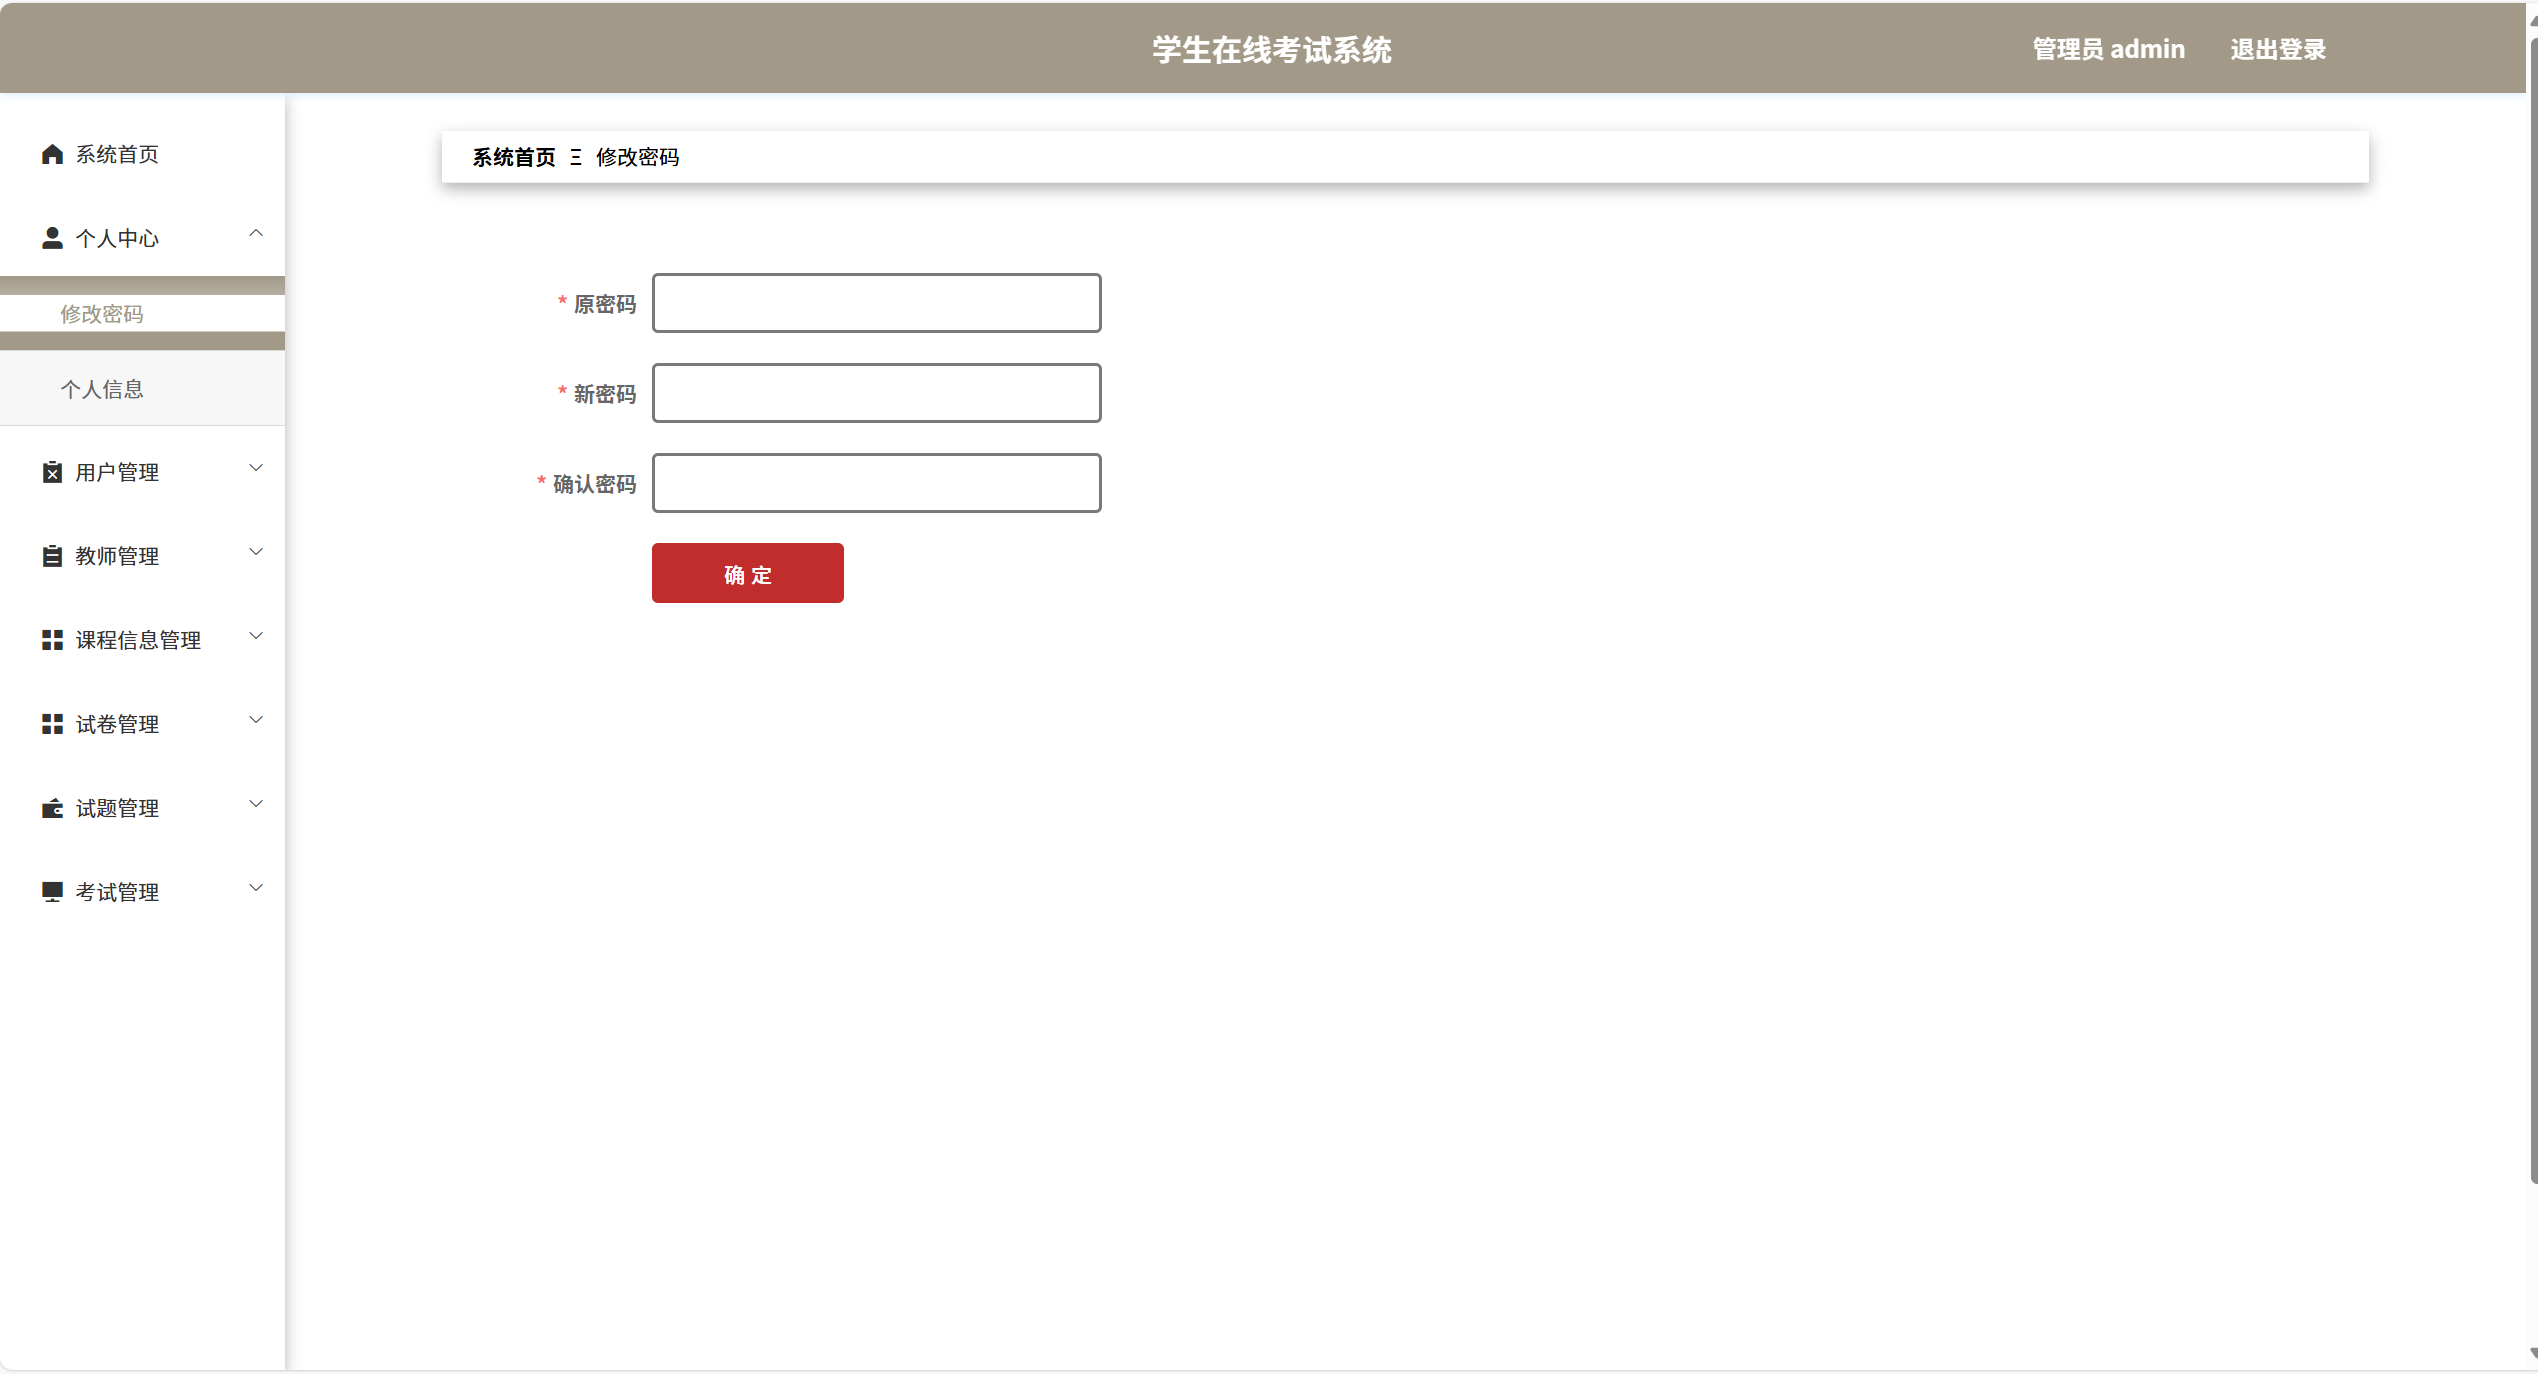 学生在线考试系统
管理员 admin
退出登录
系统首页
个人中心
修改密码
个人信息
用户管理
教师管理
课程信息管理
试卷管理
试题管理
考试管理
系统首页 Ξ 修改密码
* 原密码
* 新密码
* 确认密码
确 定